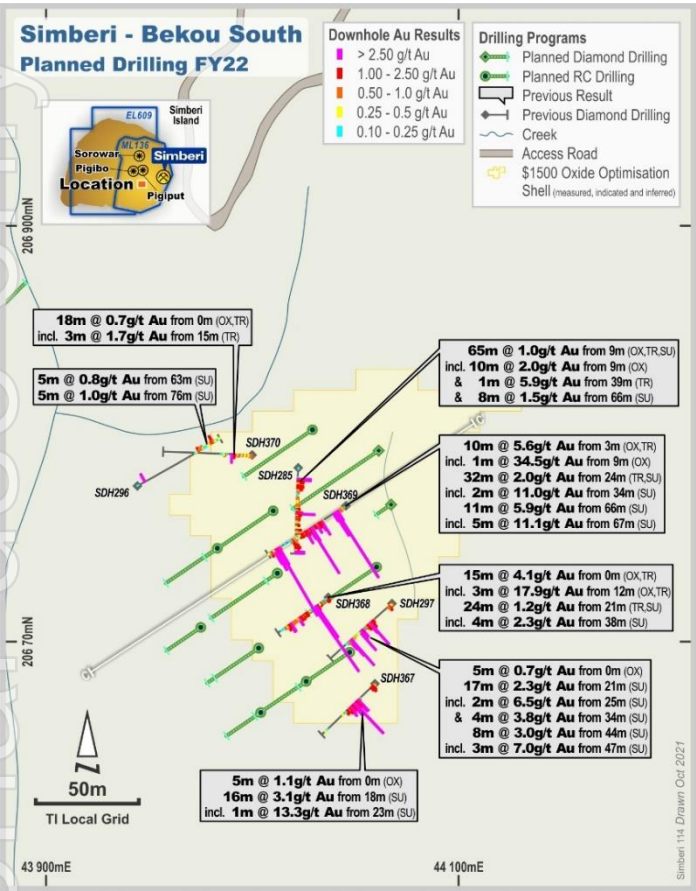 Simberi - Bekou South
Planned Drilling FY22
EL609
Simberi
Island
ML136
Sorowar
Simberi
Pigibo
Location
Pigiput
Downhole Au Results
> 2.50 g/t Au
1.00 - 2.50 g/t Au
0.50 - 1.0 g/t Au
0.25 - 0.5 g/t Au
0.10 - 0.25 g/t Au
Drilling Programs
Planned Diamond Drilling
Planned RC Drilling
Previous Result
Previous Diamond Drilling
Creek
Access Road
$1500 Oxide Optimisation
Shell (measured, indicated and inferred)
206 900mN
18m @ 0.7g/t Au from 0m (OX,TR)
incl. 3m @ 1.7g/t Au from 15m (TR)
5m @ 0.8g/t Au from 63m (SU)
5m @ 1.0g/t Au from 76m (SU)
65m @ 1.0g/t Au from 9m (OX,TR,SU)
incl. 10m @ 2.0g/t Au from 9m (OX)
& 1m @ 5.9g/t Au from 39m (TR)
& 8m @ 1.5g/t Au from 66m (SU)
10m @ 5.6g/t Au from 3m (OX,TR)
incl. 1m @ 34.5g/t Au from 9m (OX)
32m @ 2.0g/t Au from 24m (TR,SU)
incl. 2m @ 11.0g/t Au from 34m (SU)
11m @ 5.9g/t Au from 66m (SU)
incl. 5m @ 11.1g/t Au from 67m (SU)
SDH370
SDH285
SDH296
SDH369
15m @ 4.1g/t Au from 0m (OX,TR)
incl. 3m @ 17.9g/t Au from 12m (OX,TR)
24m @ 1.2g/t Au from 21m (TR,SU)
incl. 4m @ 2.3g/t Au from 38m (SU)
SDH368
SDH297
206 70
SDH367
5m @ 0.7g/t Au from 0m (OX)
17m @ 2.3g/t Au from 21m (SU)
incl. 2m @ 6.5g/t Au from 25m (SU)
& 4m @ 3.8g/t Au from 34m (SU)
8m @ 3.0g/t Au from 44m (SU)
incl. 3m @ 7.0g/t Au from 47m (SU)
5m @ 1.1g/t Au from 0m (OX)
16m @ 3.1g/t Au from 18m (SU)
incl. 1m @ 13.3g/t Au from 23m (SU)
50m
TI Local Grid
Simberi 114 Drawn Oct 2021
43 900mE
44 100mE